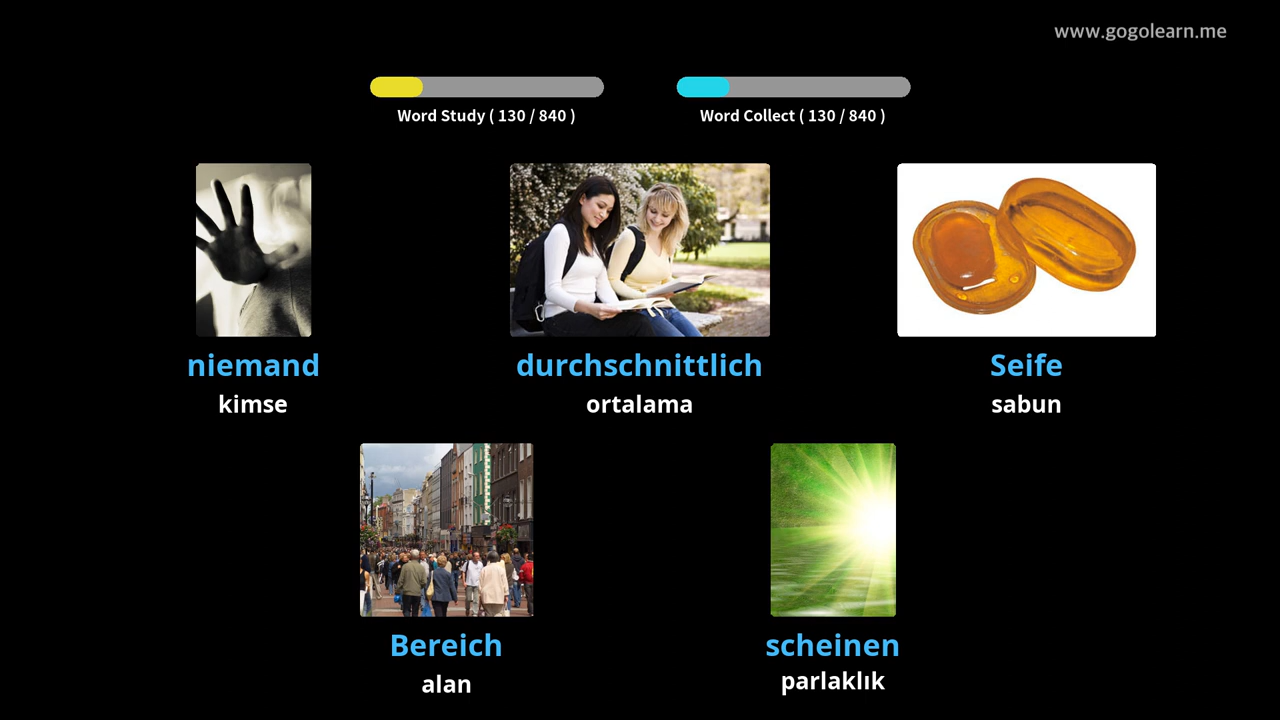 www.gogolearn.me
Word Study ( 130 / 840 )
Word Collect ( 130 / 840 )
niemand
kimse
durchschnittlich
ortalama
Seife
sabun
Bereich
alan
scheinen
parlaklık